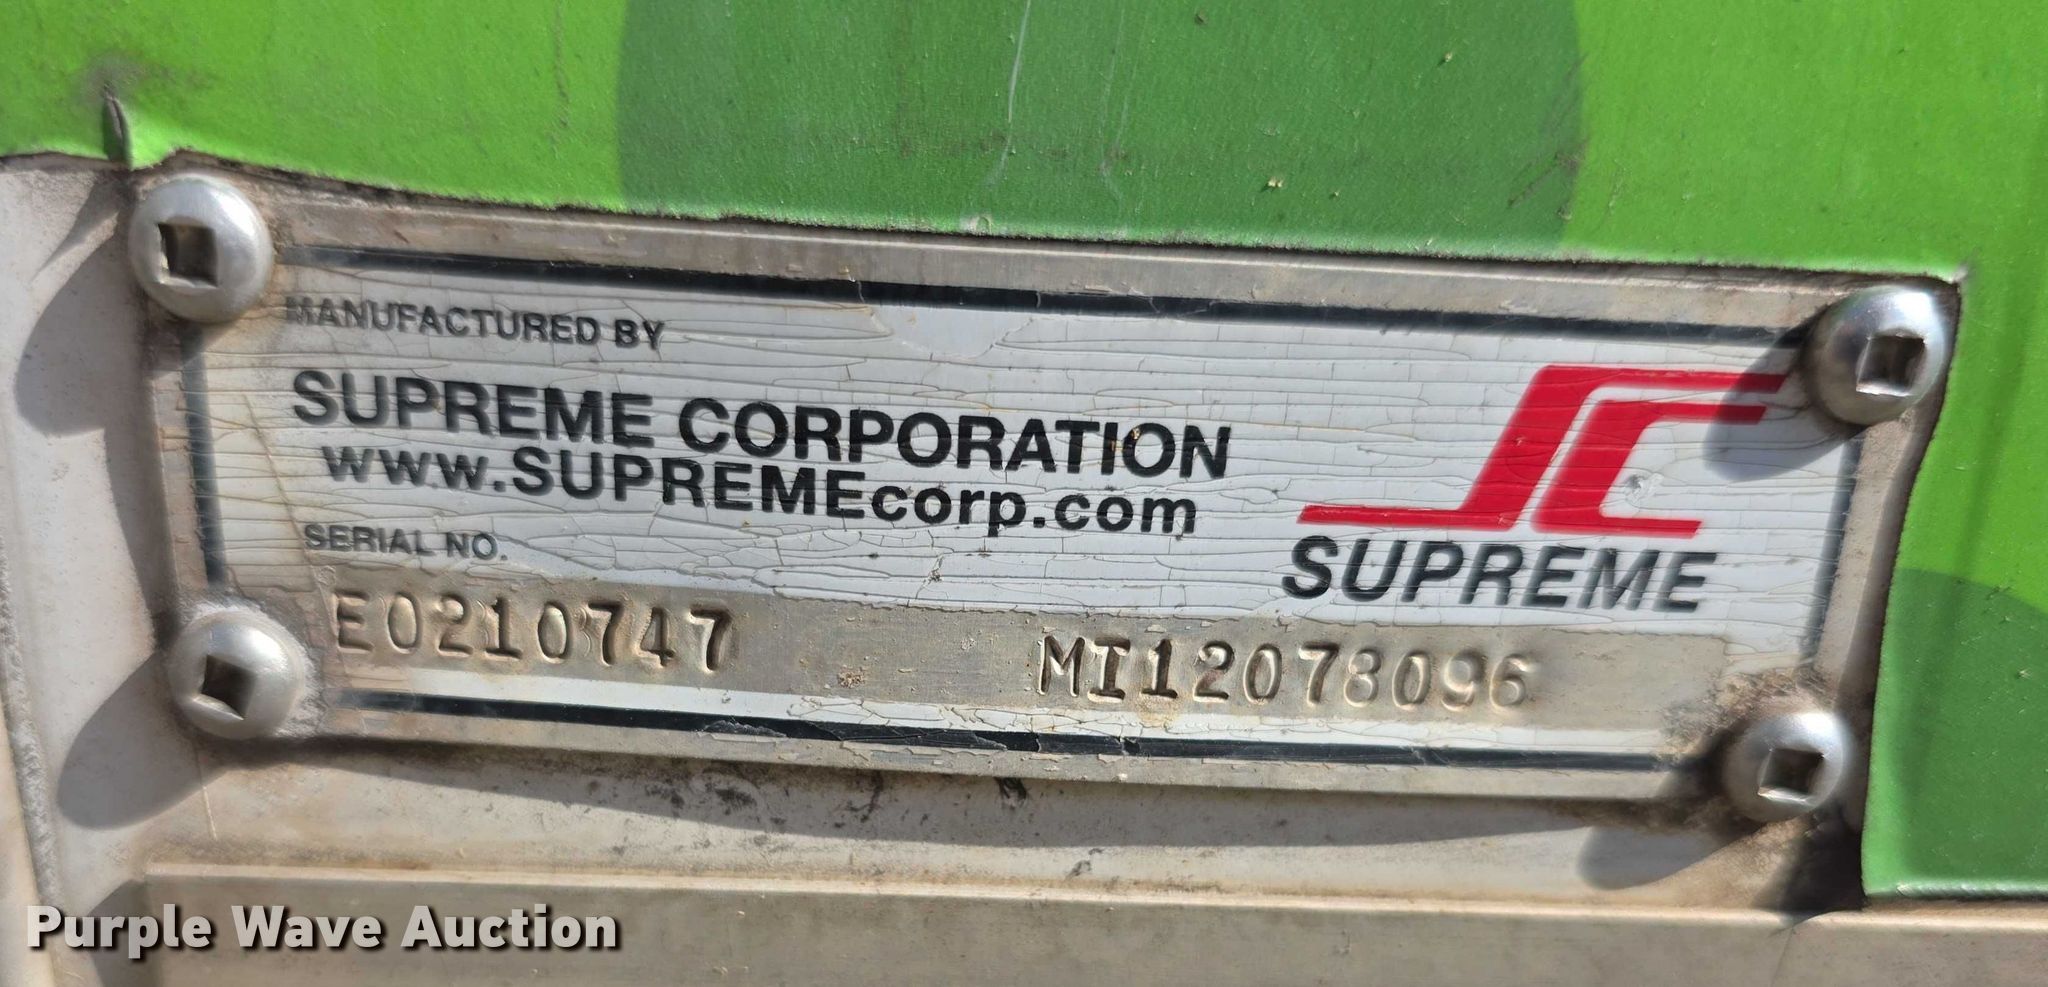 MANUFACTURED BY
SUPREME CORPORATION
www.SUPREMEcorp.com
SERIAL NO.
SUPREME
E0210747 MI12078096
Purple Wave Auction